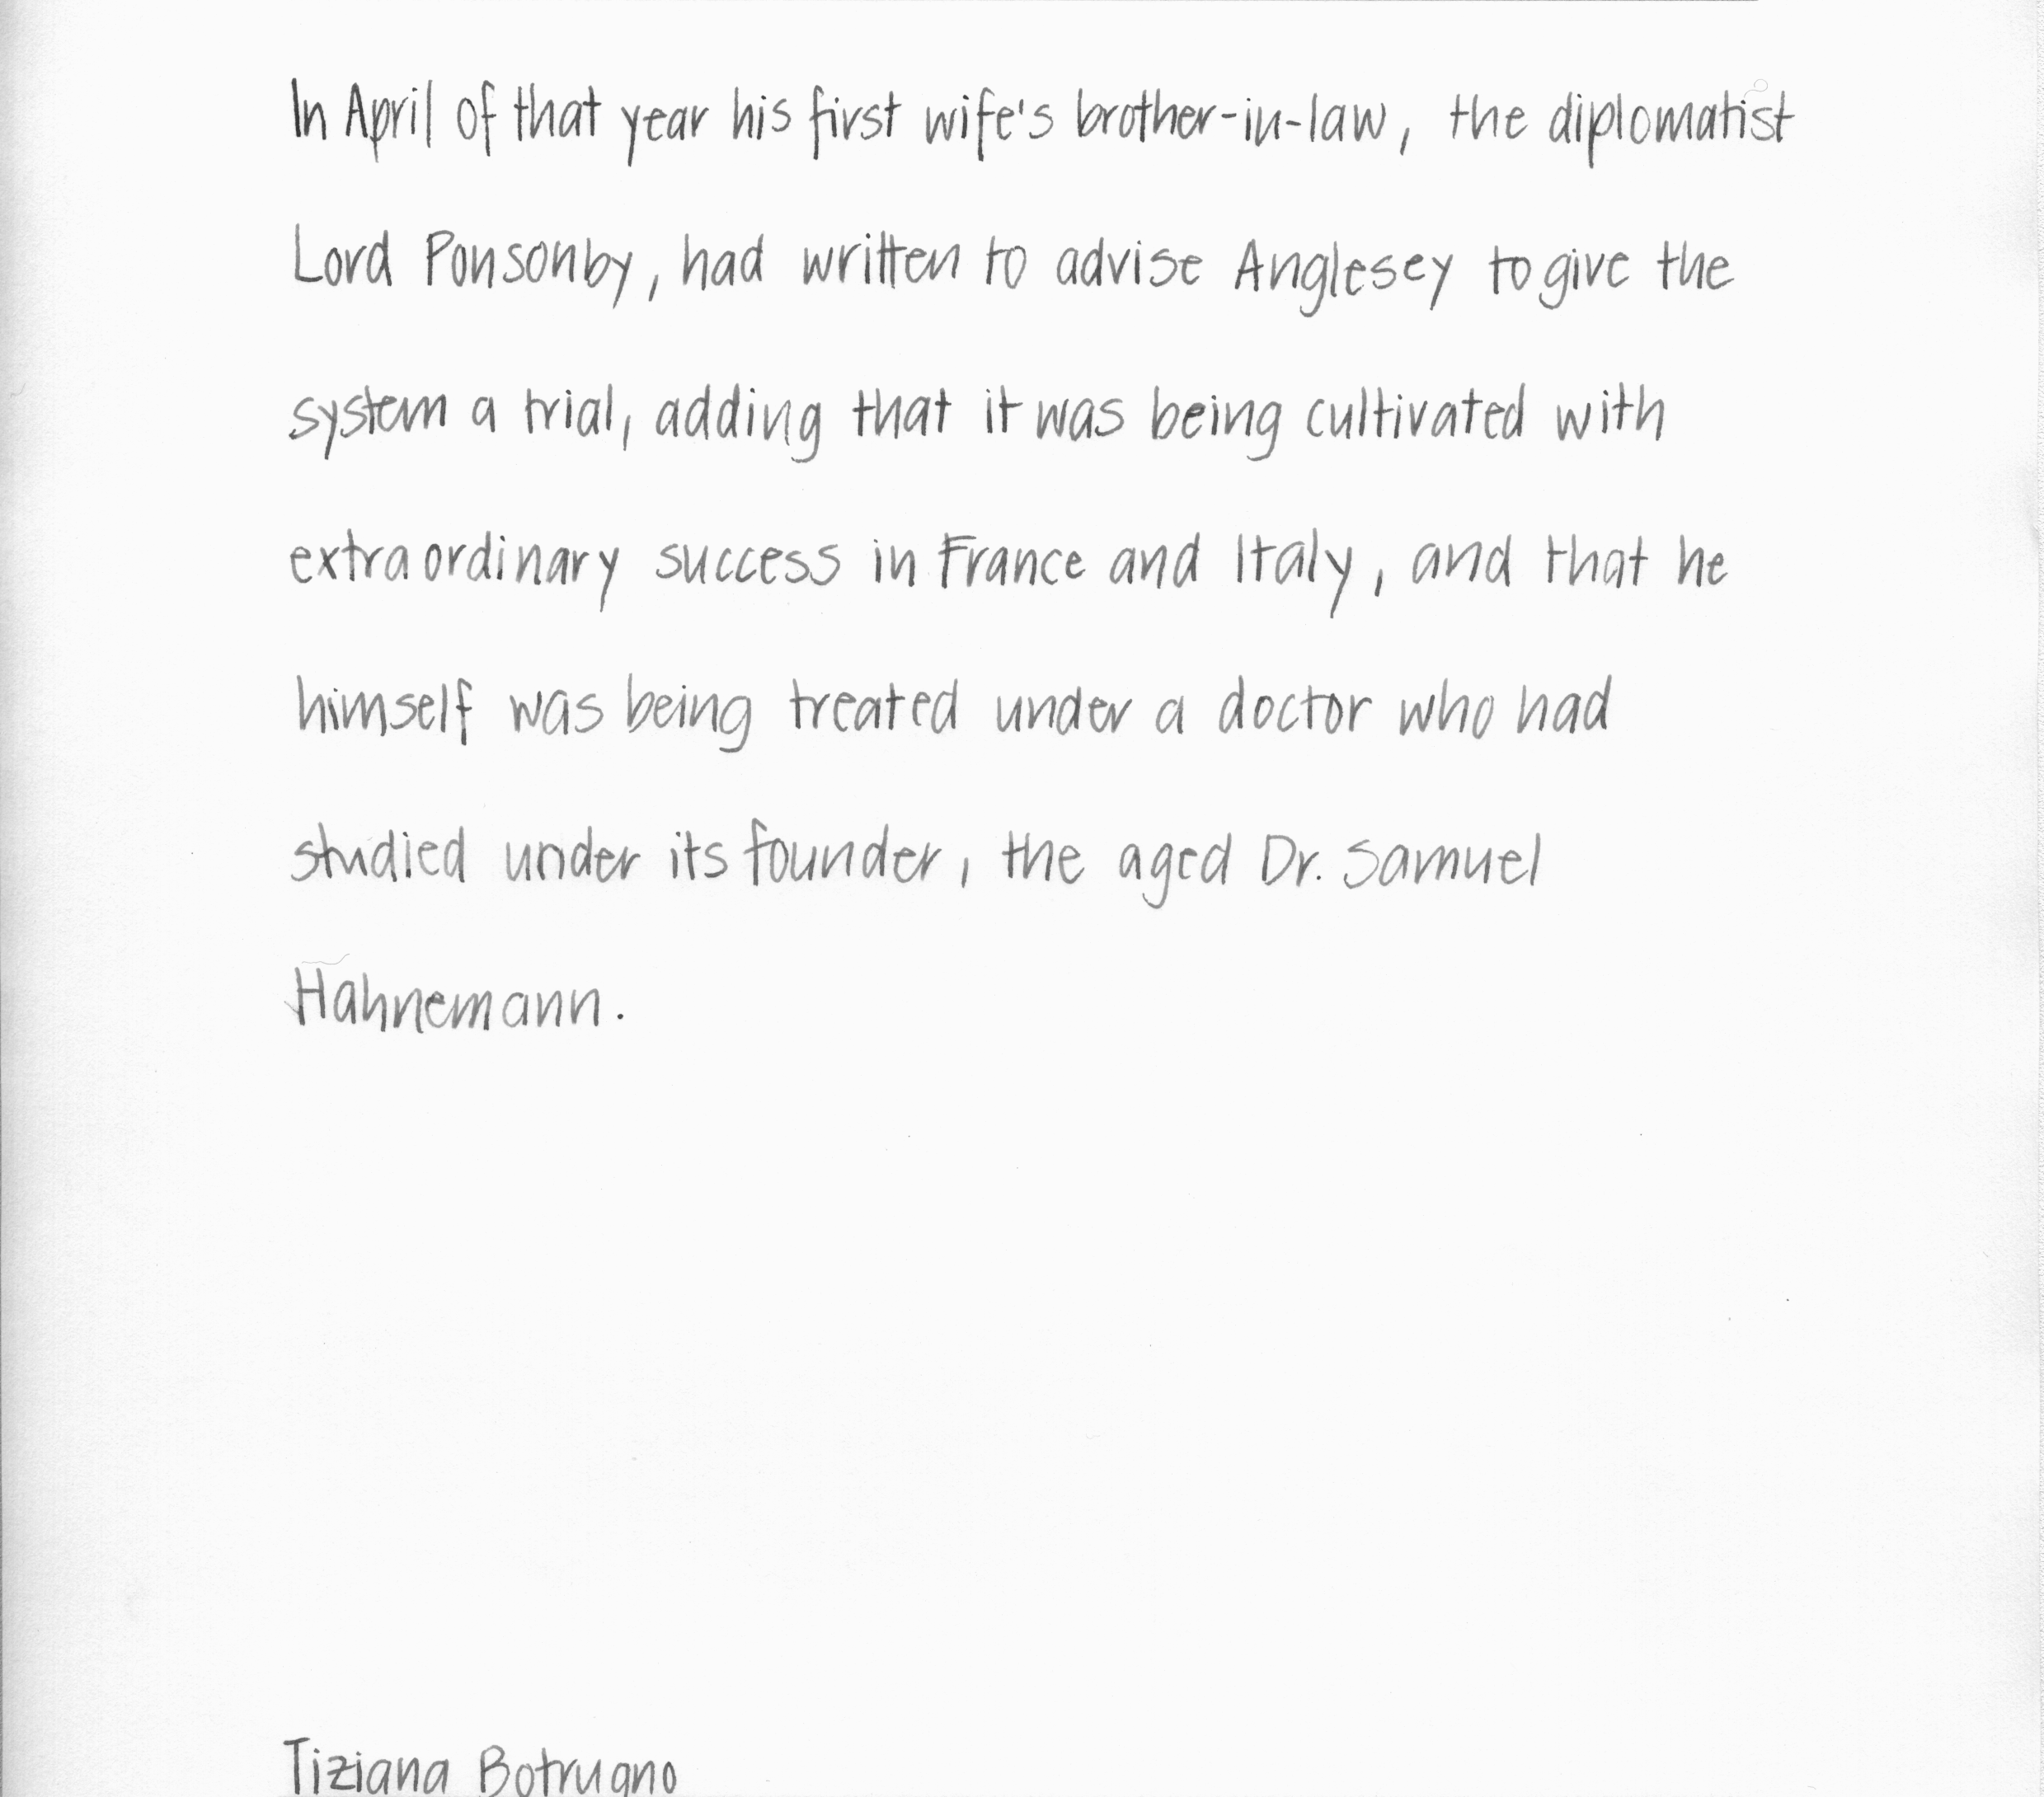 In April of that year his first wife's brother-in-law, the diplomatist
Lord Ponsonby, had written to advise Anglesey to give the
system a trial, adding that it was being cultivated with
extraordinary success in France and Italy, and that he
himself was being treated under a doctor who had
studied under its founder, the aged Dr. Samuel
Hahnemann.
Tiziana Botrugno